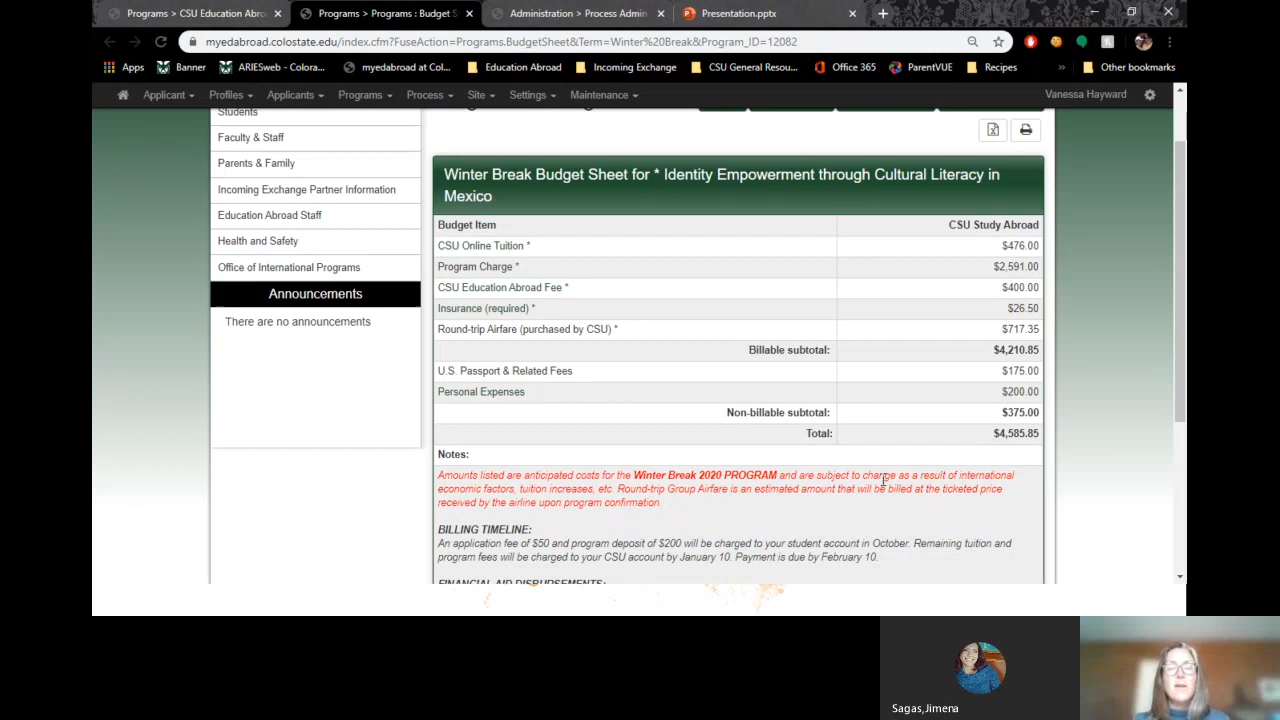 Programs > CSU Education Abro
Programs > Programs : Budget S
Administration > Process Admin
Presentation.pptx
myedabroad.colostate.edu/index.cfm?FuseAction=Programs.BudgetSheet&Term=Winter%20Break&Program_ID=12082
Apps
Banner
ARIESweb - Colora...
myedabroad at Col...
Education Abroad
Incoming Exchange
CSU General Resou...
Office 365
ParentVUE
Recipes
»
Other bookmarks
Applicant
Profiles
Applicants
Programs
Process
Site
Settings
Maintenance
Vanessa Hayward
Students
Faculty & Staff
Parents & Family
Incoming Exchange Partner Information
Education Abroad Staff
Health and Safety
Office of International Programs
Announcements
There are no announcements
Winter Break Budget Sheet for * Identity Empowerment through Cultural Literacy in
Mexico
Budget Item CSU Study Abroad
CSU Online Tuition * $476.00
Program Charge * $2,591.00
CSU Education Abroad Fee * $400.00
Insurance (required) * $26.50
Round-trip Airfare (purchased by CSU) * $717.35
Billable subtotal: $4,210.85
U.S. Passport & Related Fees $175.00
Personal Expenses $200.00
Non-billable subtotal: $375.00
Total: $4,585.85
Notes:
Amounts listed are anticipated costs for the Winter Break 2020 PROGRAM and are subject to change as a result of international
economic factors, tuition increases, etc. Round-trip Group Airfare is an estimated amount that will be billed at the ticketed price
received by the airline upon program confirmation.
BILLING TIMELINE:
An application fee of $50 and program deposit of $200 will be charged to your student account in October. Remaining tuition and
program fees will be charged to your CSU account by January 10. Payment is due by February 10.
FINANCIAL AID DISBURSEMENTS:
Sagas,Jimena